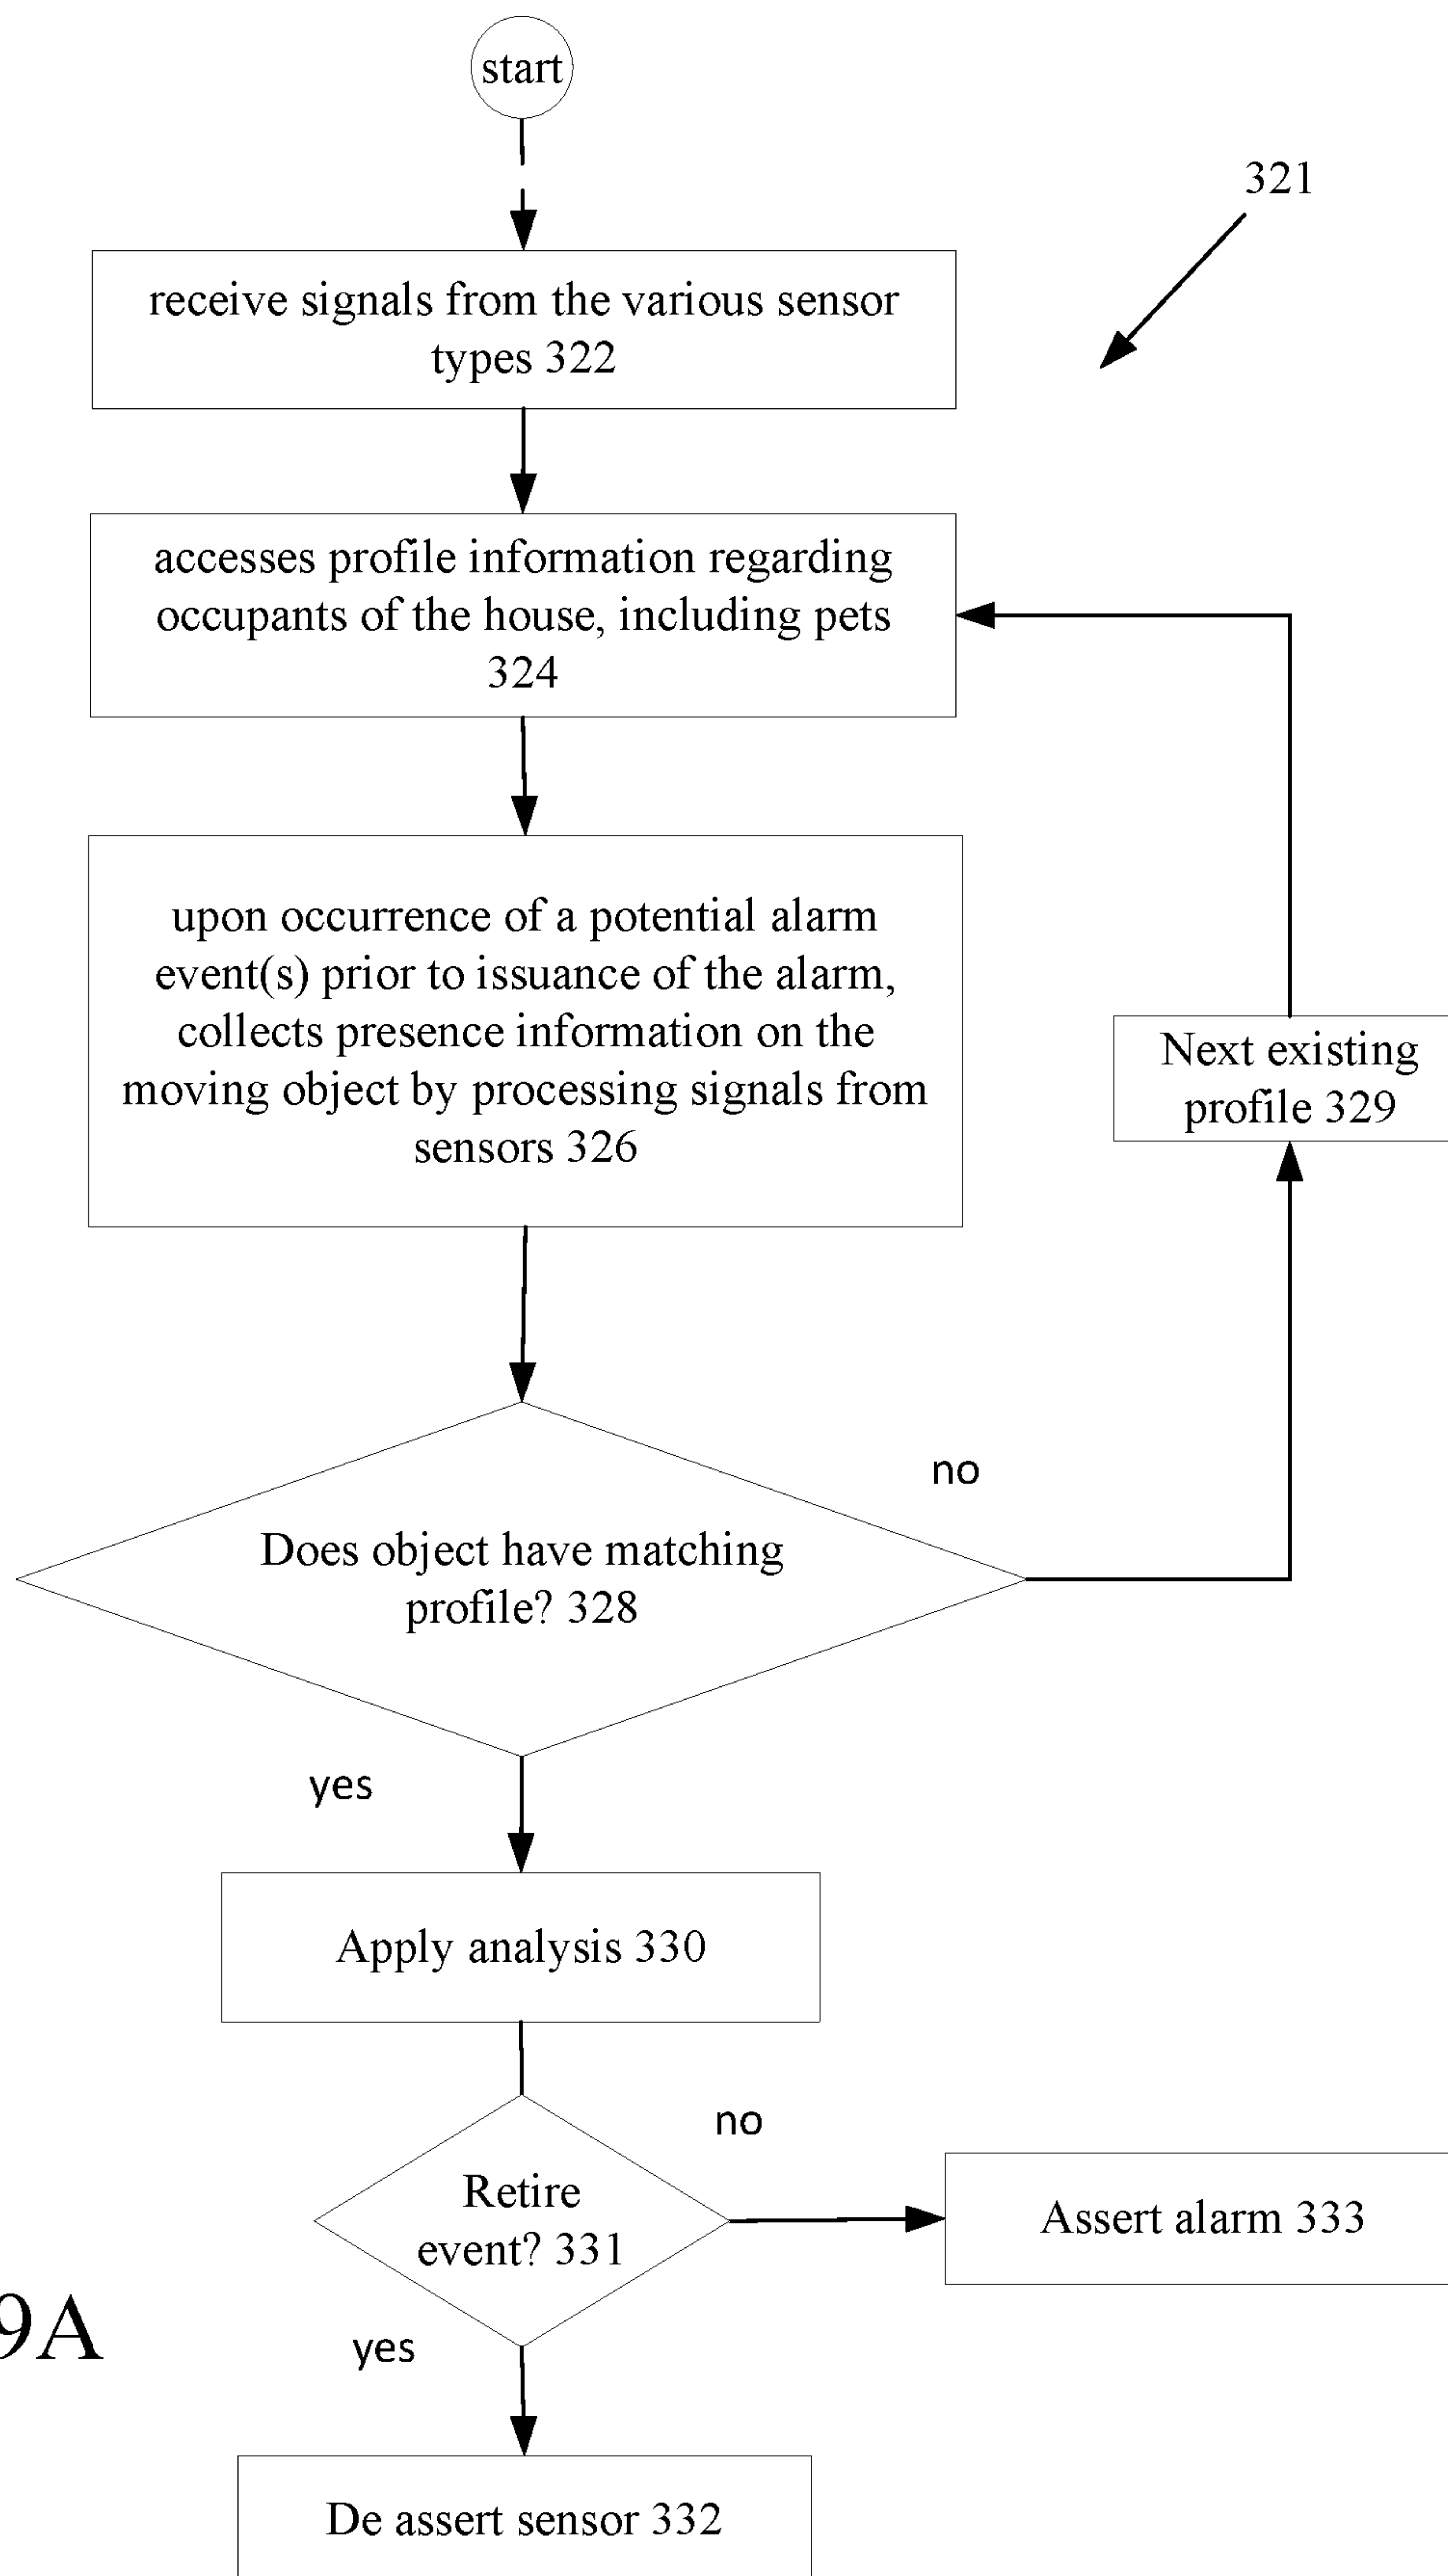 start
321
receive signals from the various sensor
types 322
accesses profile information regarding
occupants of the house, including pets
324
upon occurrence of a potential alarm
event(s) prior to issuance of the alarm,
collects presence information on the
moving object by processing signals from
sensors 326
Next existing
profile 329
no
Does object have matching
profile? 328
yes
Apply analysis 330
no
Retire
event? 331
Assert alarm 333
9A
yes
De assert sensor 332